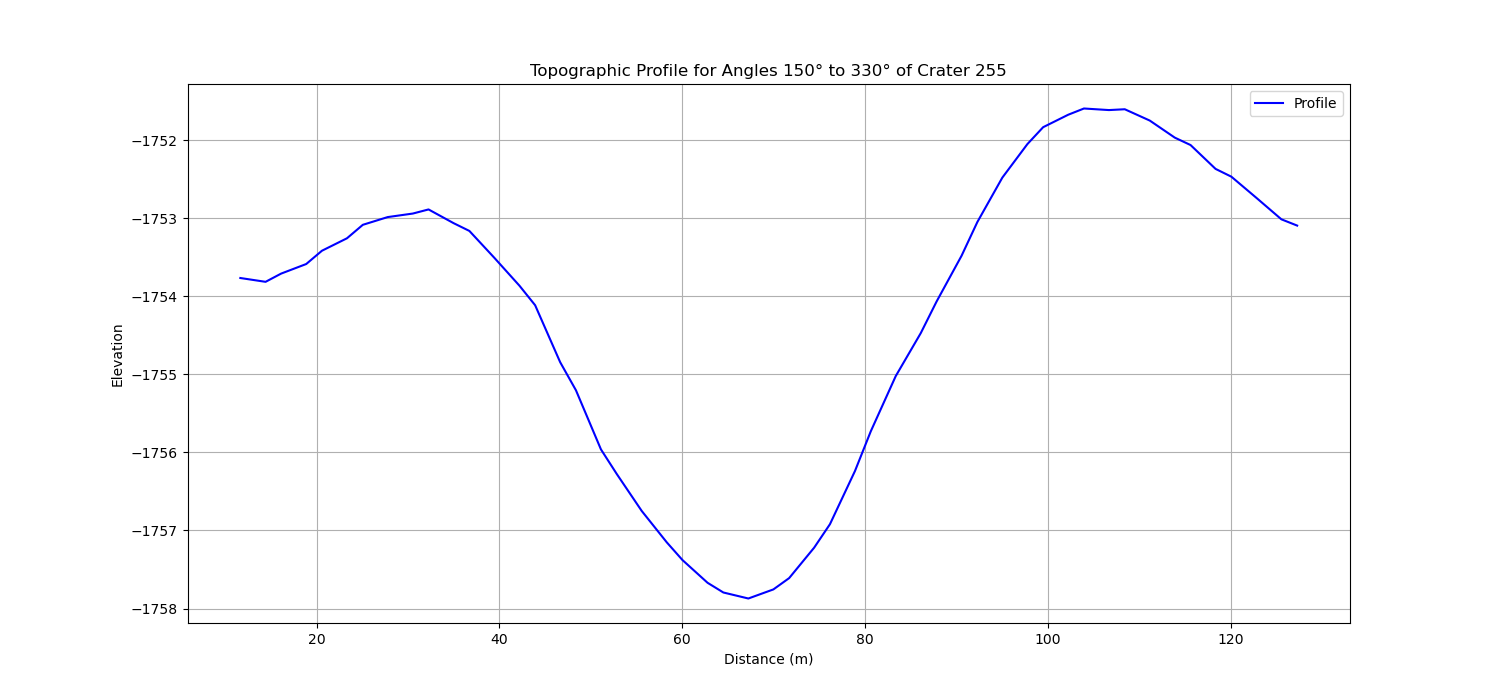 Topographic Profile for Angles 150° to 330° of Crater 255
Profile
−1752
−1753
−1754
−1755
−1756
−1757
−1758
Elevation
20 40 60 80 100 120
Distance (m)